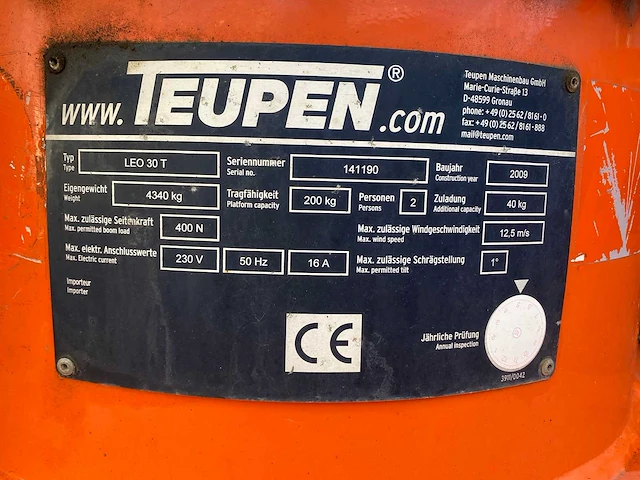 www.TEUPEN®.com
Teupen Maschinenbau GmbH
Marie-Curie-Straße 13
D-48599 Gronau
phone: +49 (0) 25 62 / 81 61-0
fax: +49 (0) 25 62 / 81 61-888
mail@teupen.com
Typ LEO 30 T Seriennummer 141190 Baujahr 2009
Type Serial no. Construction year
Eigengewicht 4340 kg Tragfähigkeit 200 kg Personen 2 Zuladung 40 kg
Weight Platform capacity Persons Additional capacity
Max. zulässige Seitenkraft 400 N Max. zulässige Windgeschwindigkeit 12,5 m/s
Max. permitted boom load Max. wind speed
Max. elektr. Anschlusswerte 230 V 50 Hz 16 A Max. zulässige Schrägstellung 1°
Max. Electric current Max. permitted tilt
Importeur
Importer
CE
Jährliche Prüfung
Annual inspection
3911/0042